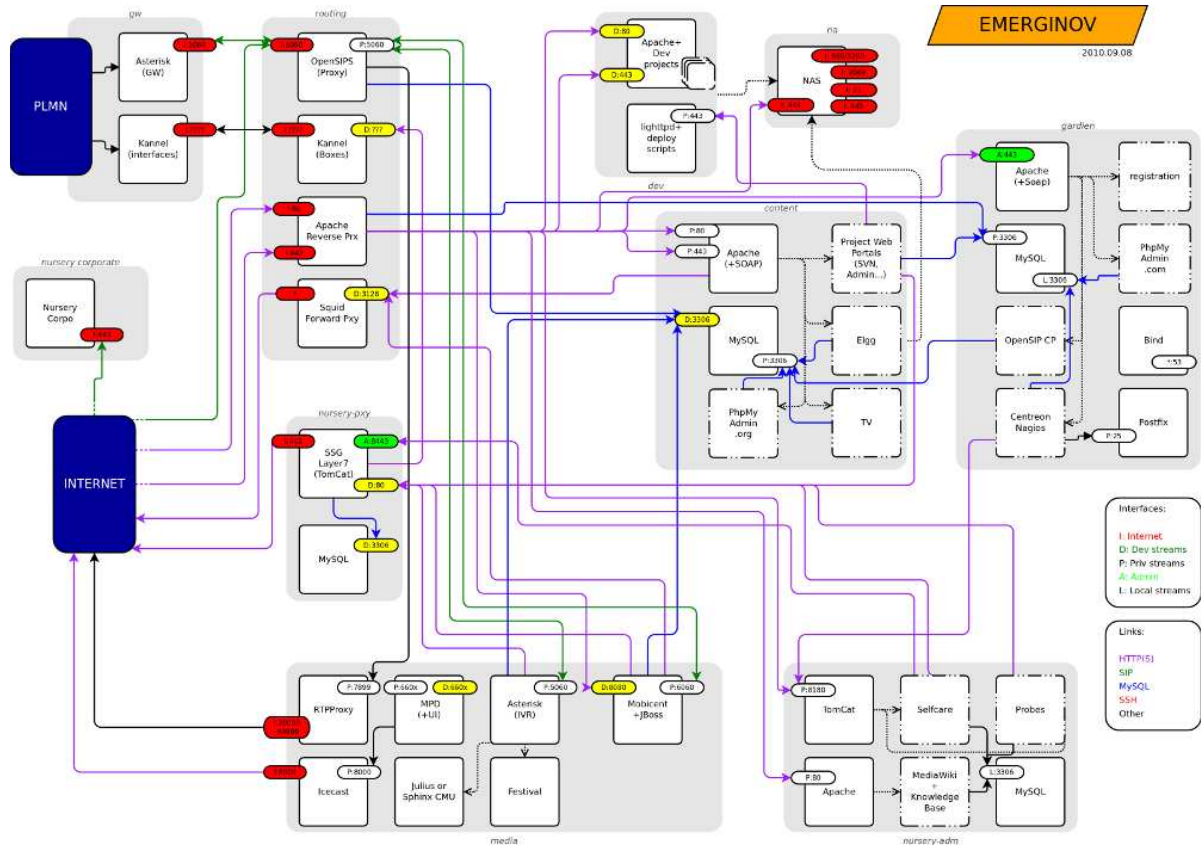 EMERGINOV
2010.09.08
gw
PLMN
Asterisk
(GW)
Kannel
(interfaces)
routing
P:5060
OpenSIPS
(Proxy)
D:???
Kannel
(Boxes)
Apache
Reverse Prx
D:3128
Squid
Forward Pxy
D:80
D:443
Apache+
Dev
projects
P:443
lighttpd+
deploy
scripts
dev
NAS
gardien
A:443
Apache
(+Soap)
registration
P:3306
MySQL
L:3306
PhpMy
Admin
.com
OpenSIP CP
Bind
Centreon
Nagios
P:25
Postfix
content
P:80
P:443
Apache
(+SOAP)
Project Web
Portals
(SVN,
Admin...)
D:3306
MySQL
P:3306
Elgg
PhpMy
Admin
.org
TV
nursery corporate
Nursery
Corpo
INTERNET
nursery-pxy
A:8443
SSG
Layer7
(TomCat)
D:80
D:3306
MySQL
Interfaces:
I: Internet
D: Dev streams
P: Priv streams
A: Admin
L: Local streams
Links:
HTTP(S)
SIP
MySQL
SSH
Other
P:7899
RTPProxy
P:660x
D:660x
MPD
(+UI)
P:5060
Asterisk
(IVR)
D:8080
P:6060
Mobicent
+JBoss
P:8000
Icecast
Julius or
Sphinx CMU
Festival
media
P:8180
TomCat
Selfcare
Probes
P:80
Apache
MediaWiki
+
Knowledge
Base
L:3306
MySQL
nursery-adm